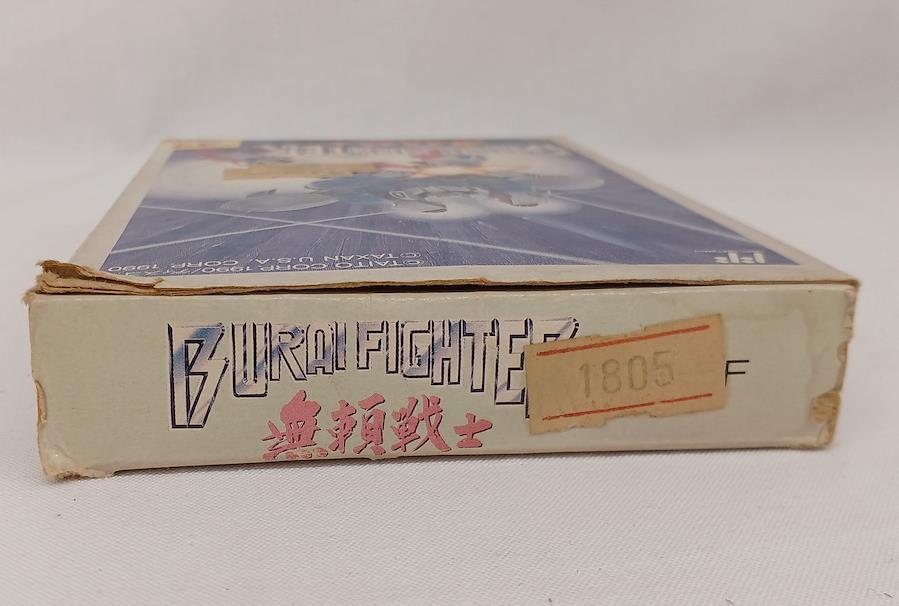 ©TAXAN U.S.A. CORP. 1990
©TAITO CORP. 1990/
BURAI FIGHTER
無頼戦士
1805
F